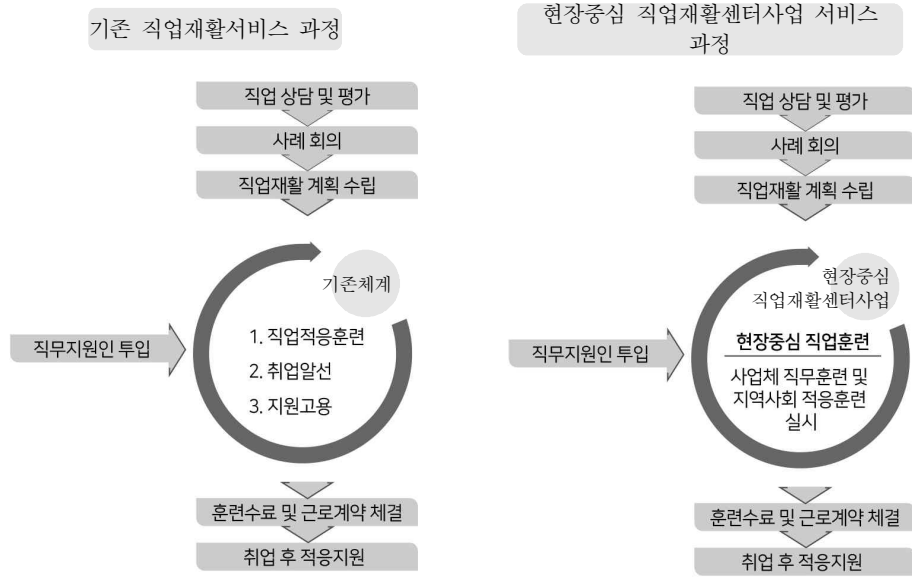 기존 직업재활서비스 과정
직업 상담 및 평가
사례 회의
직업재활 계획 수립
기존체계
직무지원인 투입
1. 직업적응훈련
2. 취업알선
3. 지원고용
훈련수료 및 근로계약 체결
취업 후 적응지원
현장중심 직업재활센터사업 서비스
과정
직업 상담 및 평가
사례 회의
직업재활 계획 수립
현장중심
직업재활센터사업
직무지원인 투입
현장중심 직업훈련
사업체 직무훈련 및
지역사회 적응훈련
실시
훈련수료 및 근로계약 체결
취업 후 적응지원